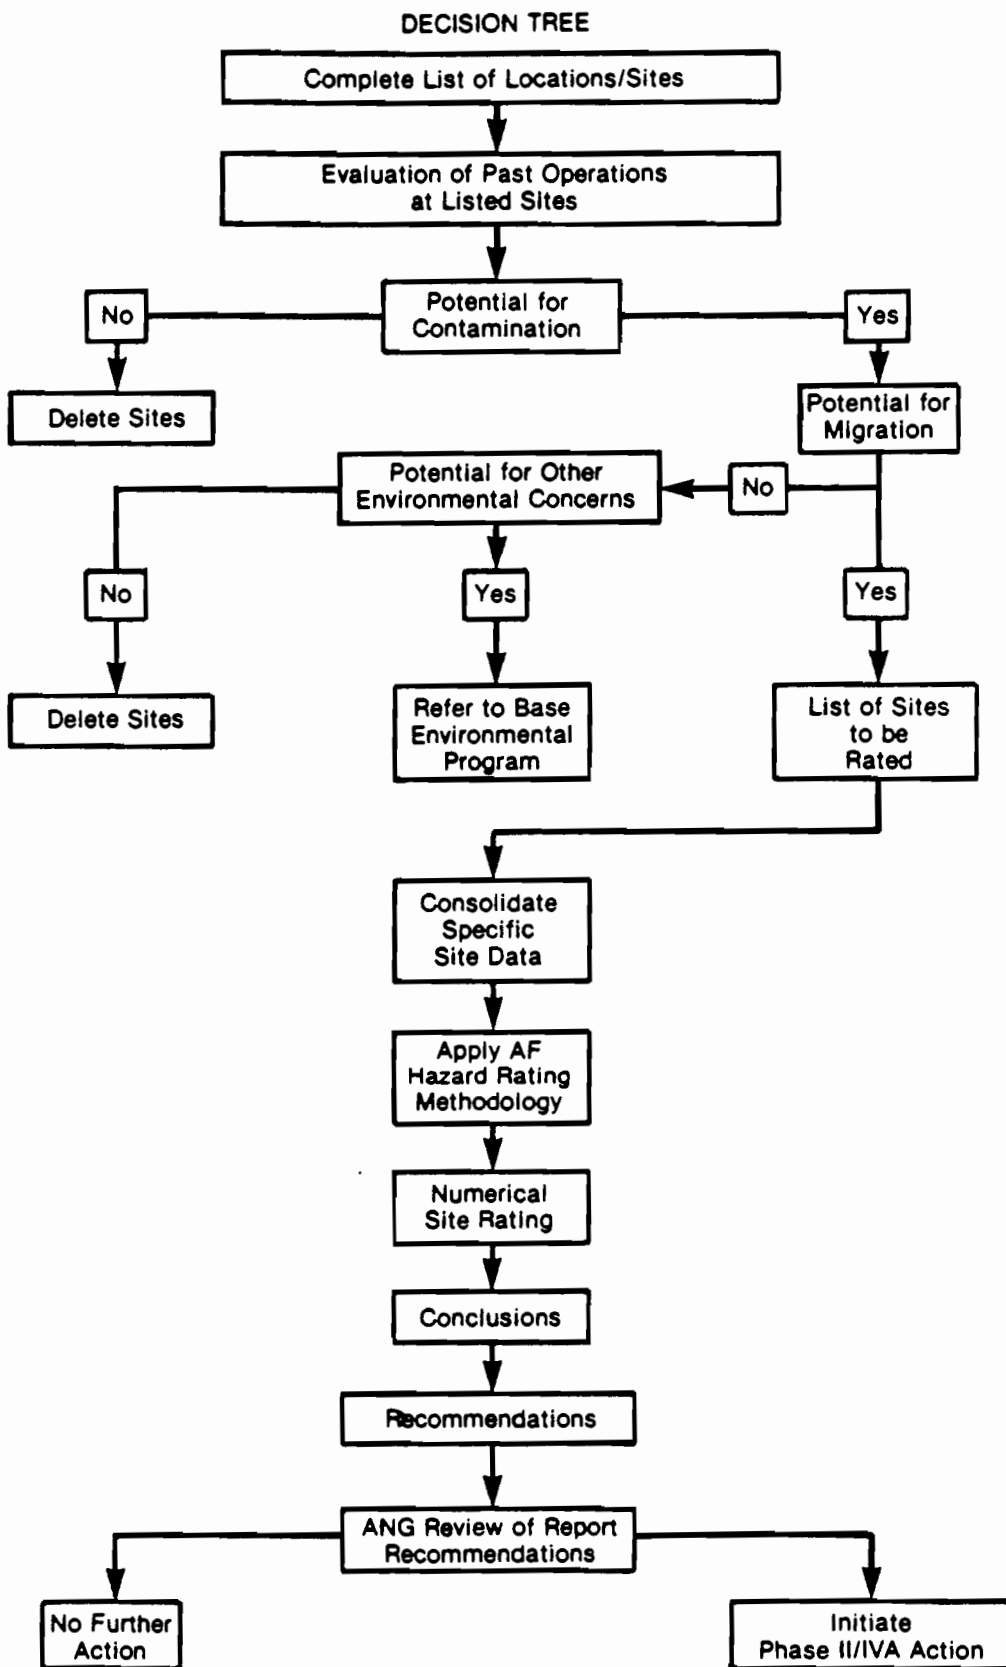 DECISION TREE
Complete List of Locations/Sites
Evaluation of Past Operations
at Listed Sites
Potential for
Contamination
No
Yes
Delete Sites
Potential for
Migration
Potential for Other
Environmental Concerns
No
No
Yes
Yes
Delete Sites
Refer to Base
Environmental
Program
List of Sites
to be
Rated
Consolidate
Specific
Site Data
Apply AF
Hazard Rating
Methodology
Numerical
Site Rating
Conclusions
Recommendations
ANG Review of Report
Recommendations
No Further
Action
Initiate
Phase II/IVA Action